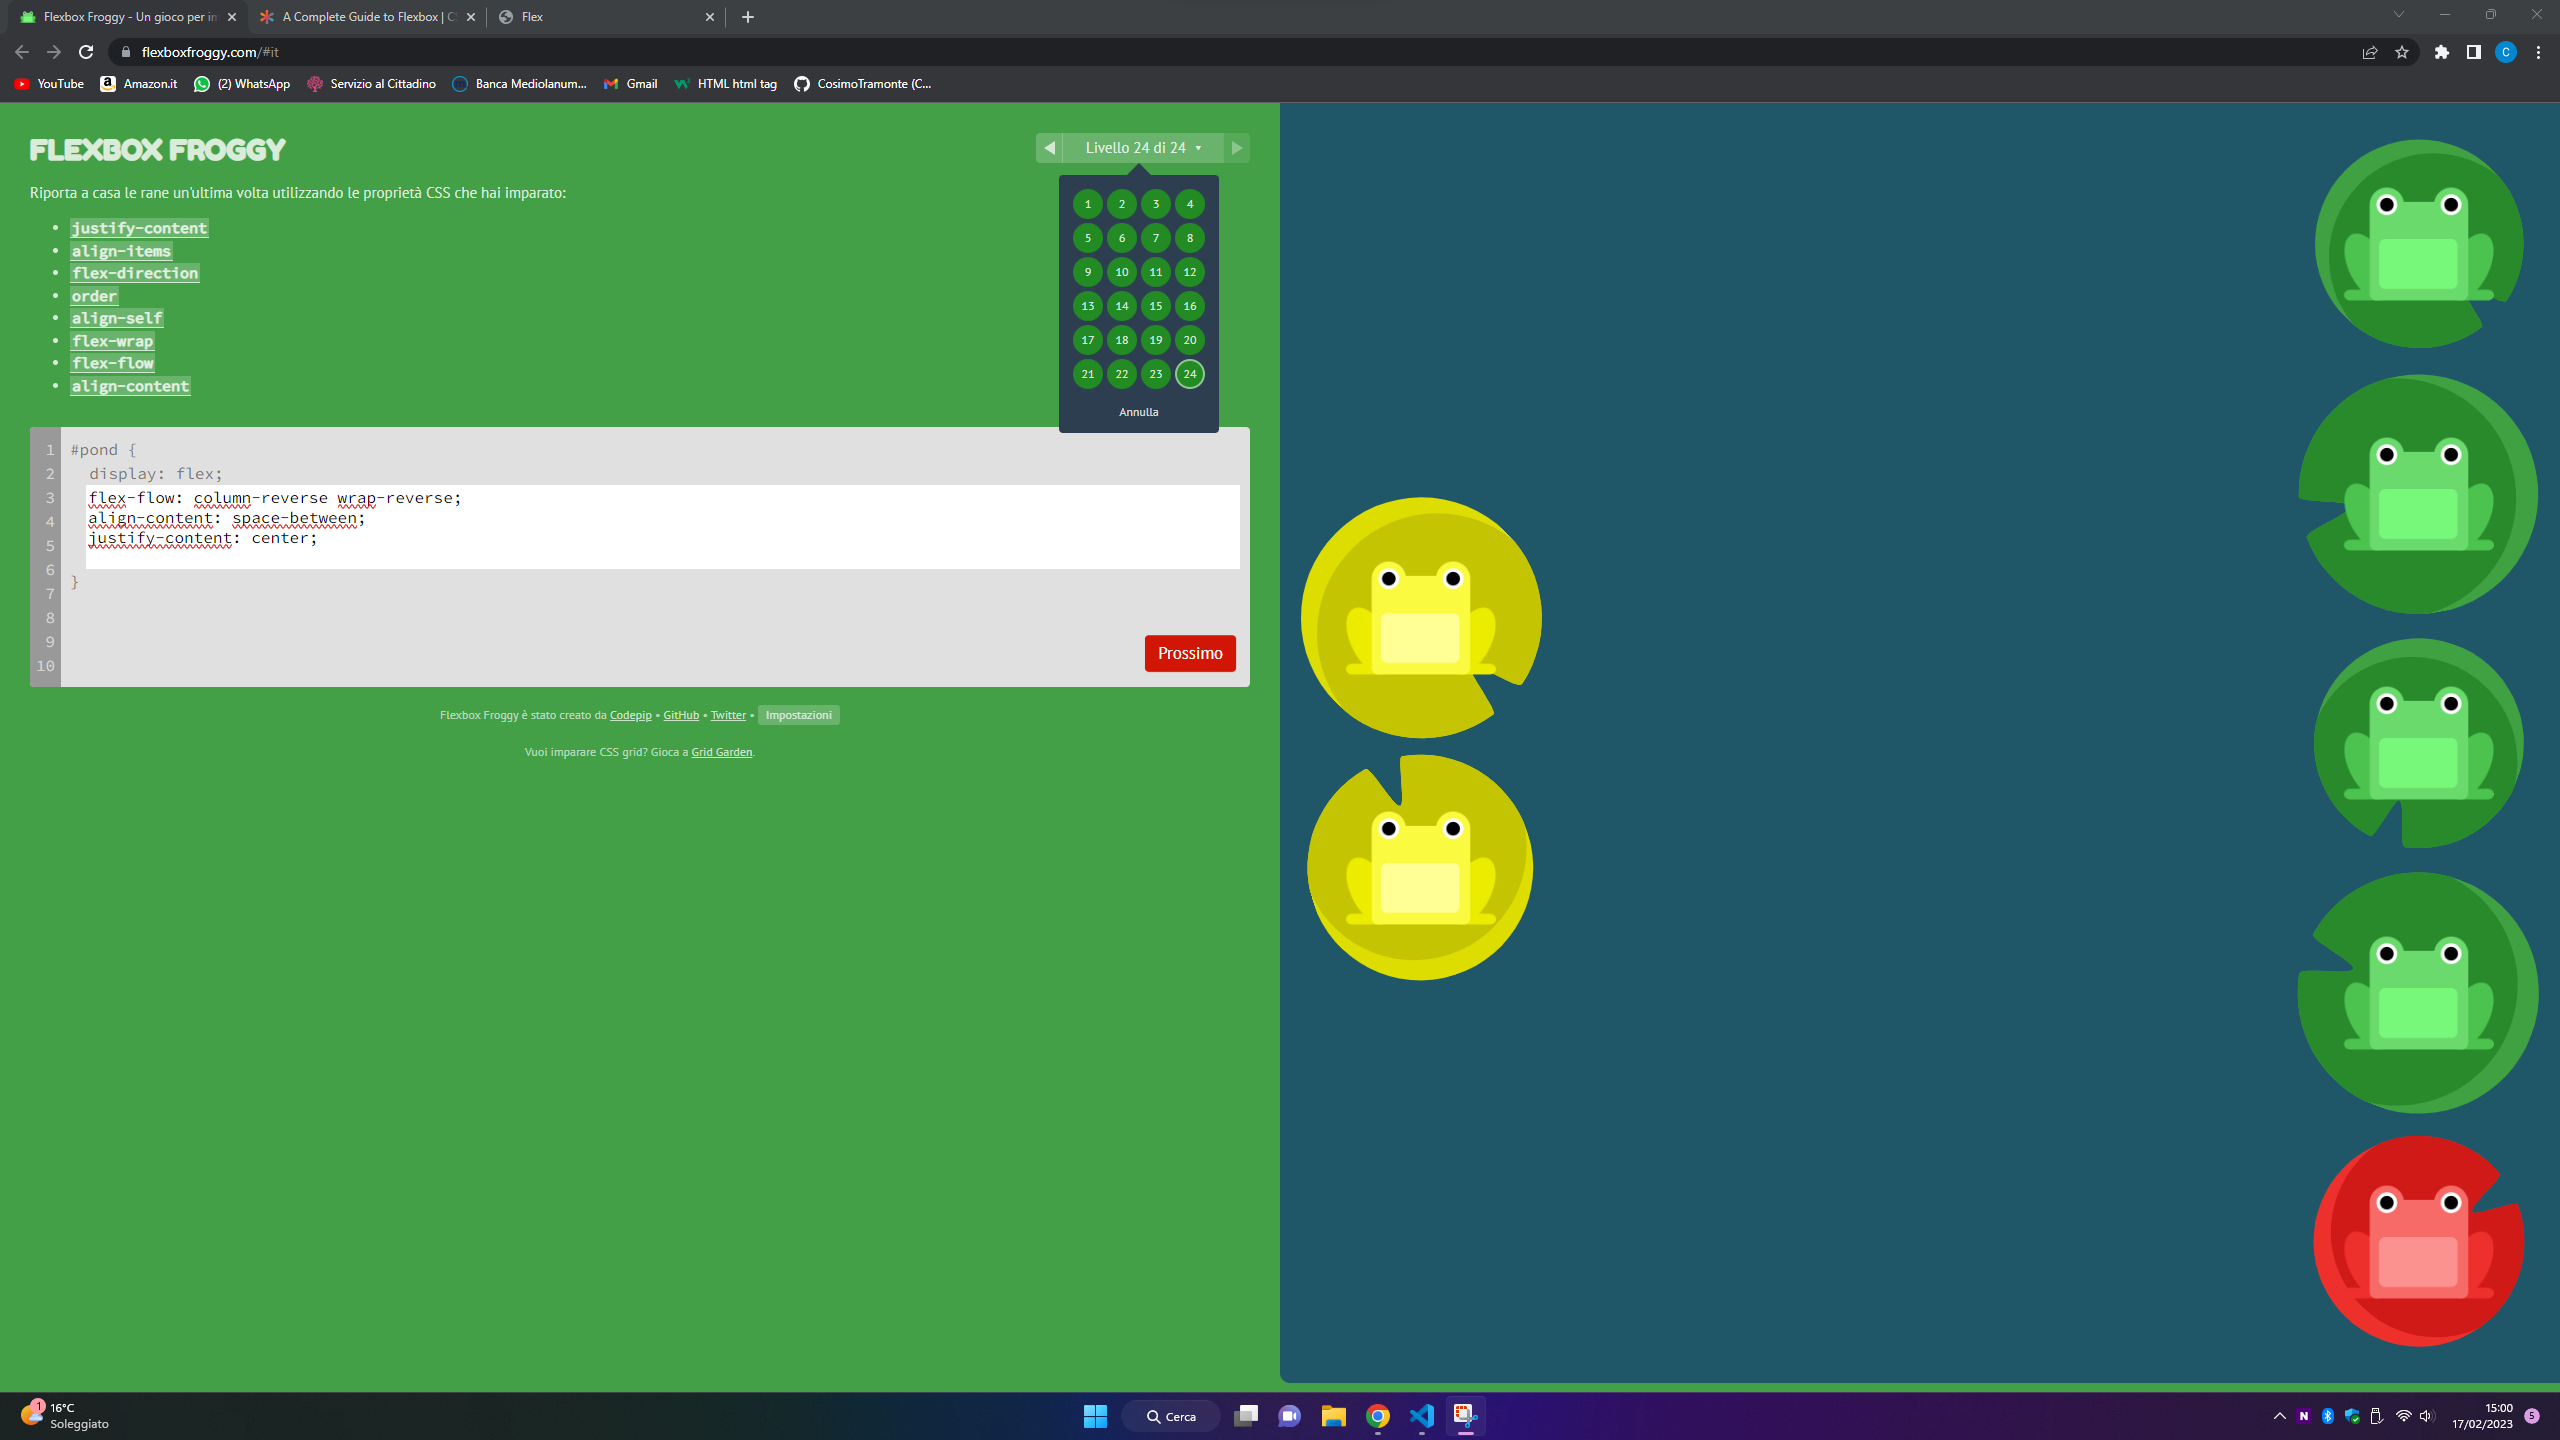 Flexbox Froggy - Un gioco per im
A Complete Guide to Flexbox | CS
Flex
flexboxfroggy.com/#it
C
YouTube
Amazon.it
(2) WhatsApp
Servizio al Cittadino
Banca Mediolanum...
Gmail
HTML html tag
CosimoTramonte (C...
FLEXBOX FROGGY
Livello 24 di 24
Riporta a casa le rane un'ultima volta utilizzando le proprietà CSS che hai imparato:
justify-content
align-items
flex-direction
order
align-self
flex-wrap
flex-flow
align-content
1 2 3 4
5 6 7 8
9 10 11 12
13 14 15 16
17 18 19 20
21 22 23 24
Annulla
1 #pond {
2 display: flex;
3 flex-flow: column-reverse wrap-reverse;
4 align-content: space-between;
5 justify-content: center;
6 }
7
8
9
10
Prossimo
Flexbox Froggy è stato creato da Codepip • GitHub • Twitter • Impostazioni
Vuoi imparare CSS grid? Gioca a Grid Garden.
1
16°C
Soleggiato
Cerca
N
15:00
17/02/2023
5